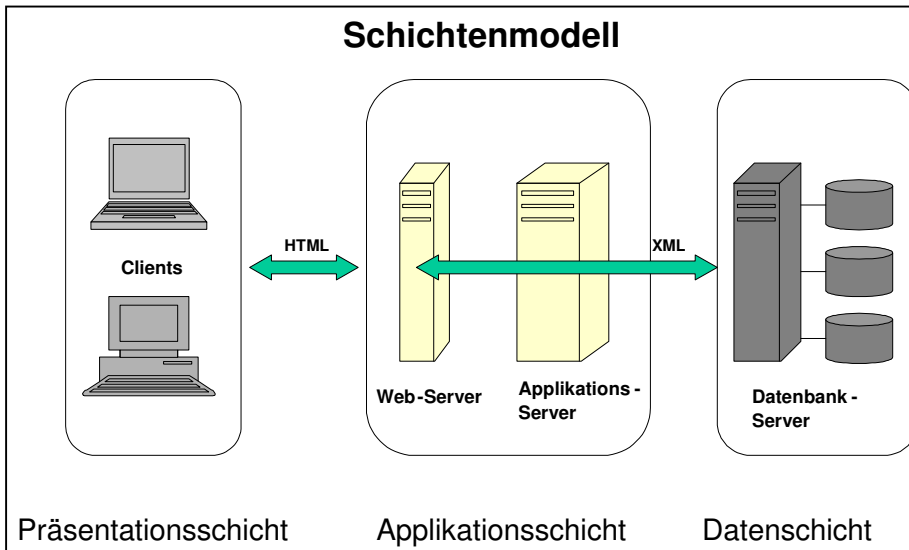 Schichtenmodell
Clients
HTML
XML
Web-Server
Applikations-
Server
Datenbank-
Server
Präsentationsschicht
Applikationsschicht
Datenschicht